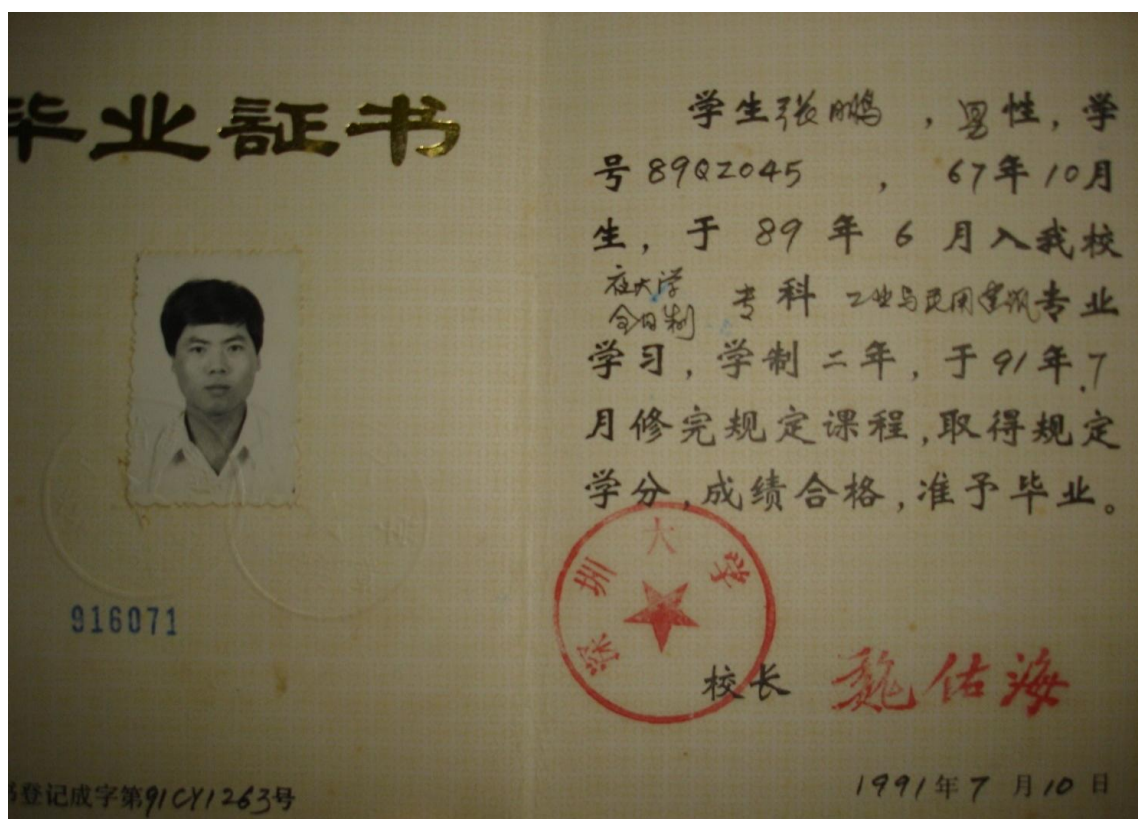 毕业証书
916071
书登记成字第91CY1263号
学生张鹏，男性，学
号89QZ045，67年10月
生，于89年6月入我校
夜大学
全日制 专科 工业与民用建筑专业
学习，学制二年，于91年7
月修完规定课程，取得规定
学分，成绩合格，准予毕业。
深圳大学
校长 魏佑海
1991年7月10日